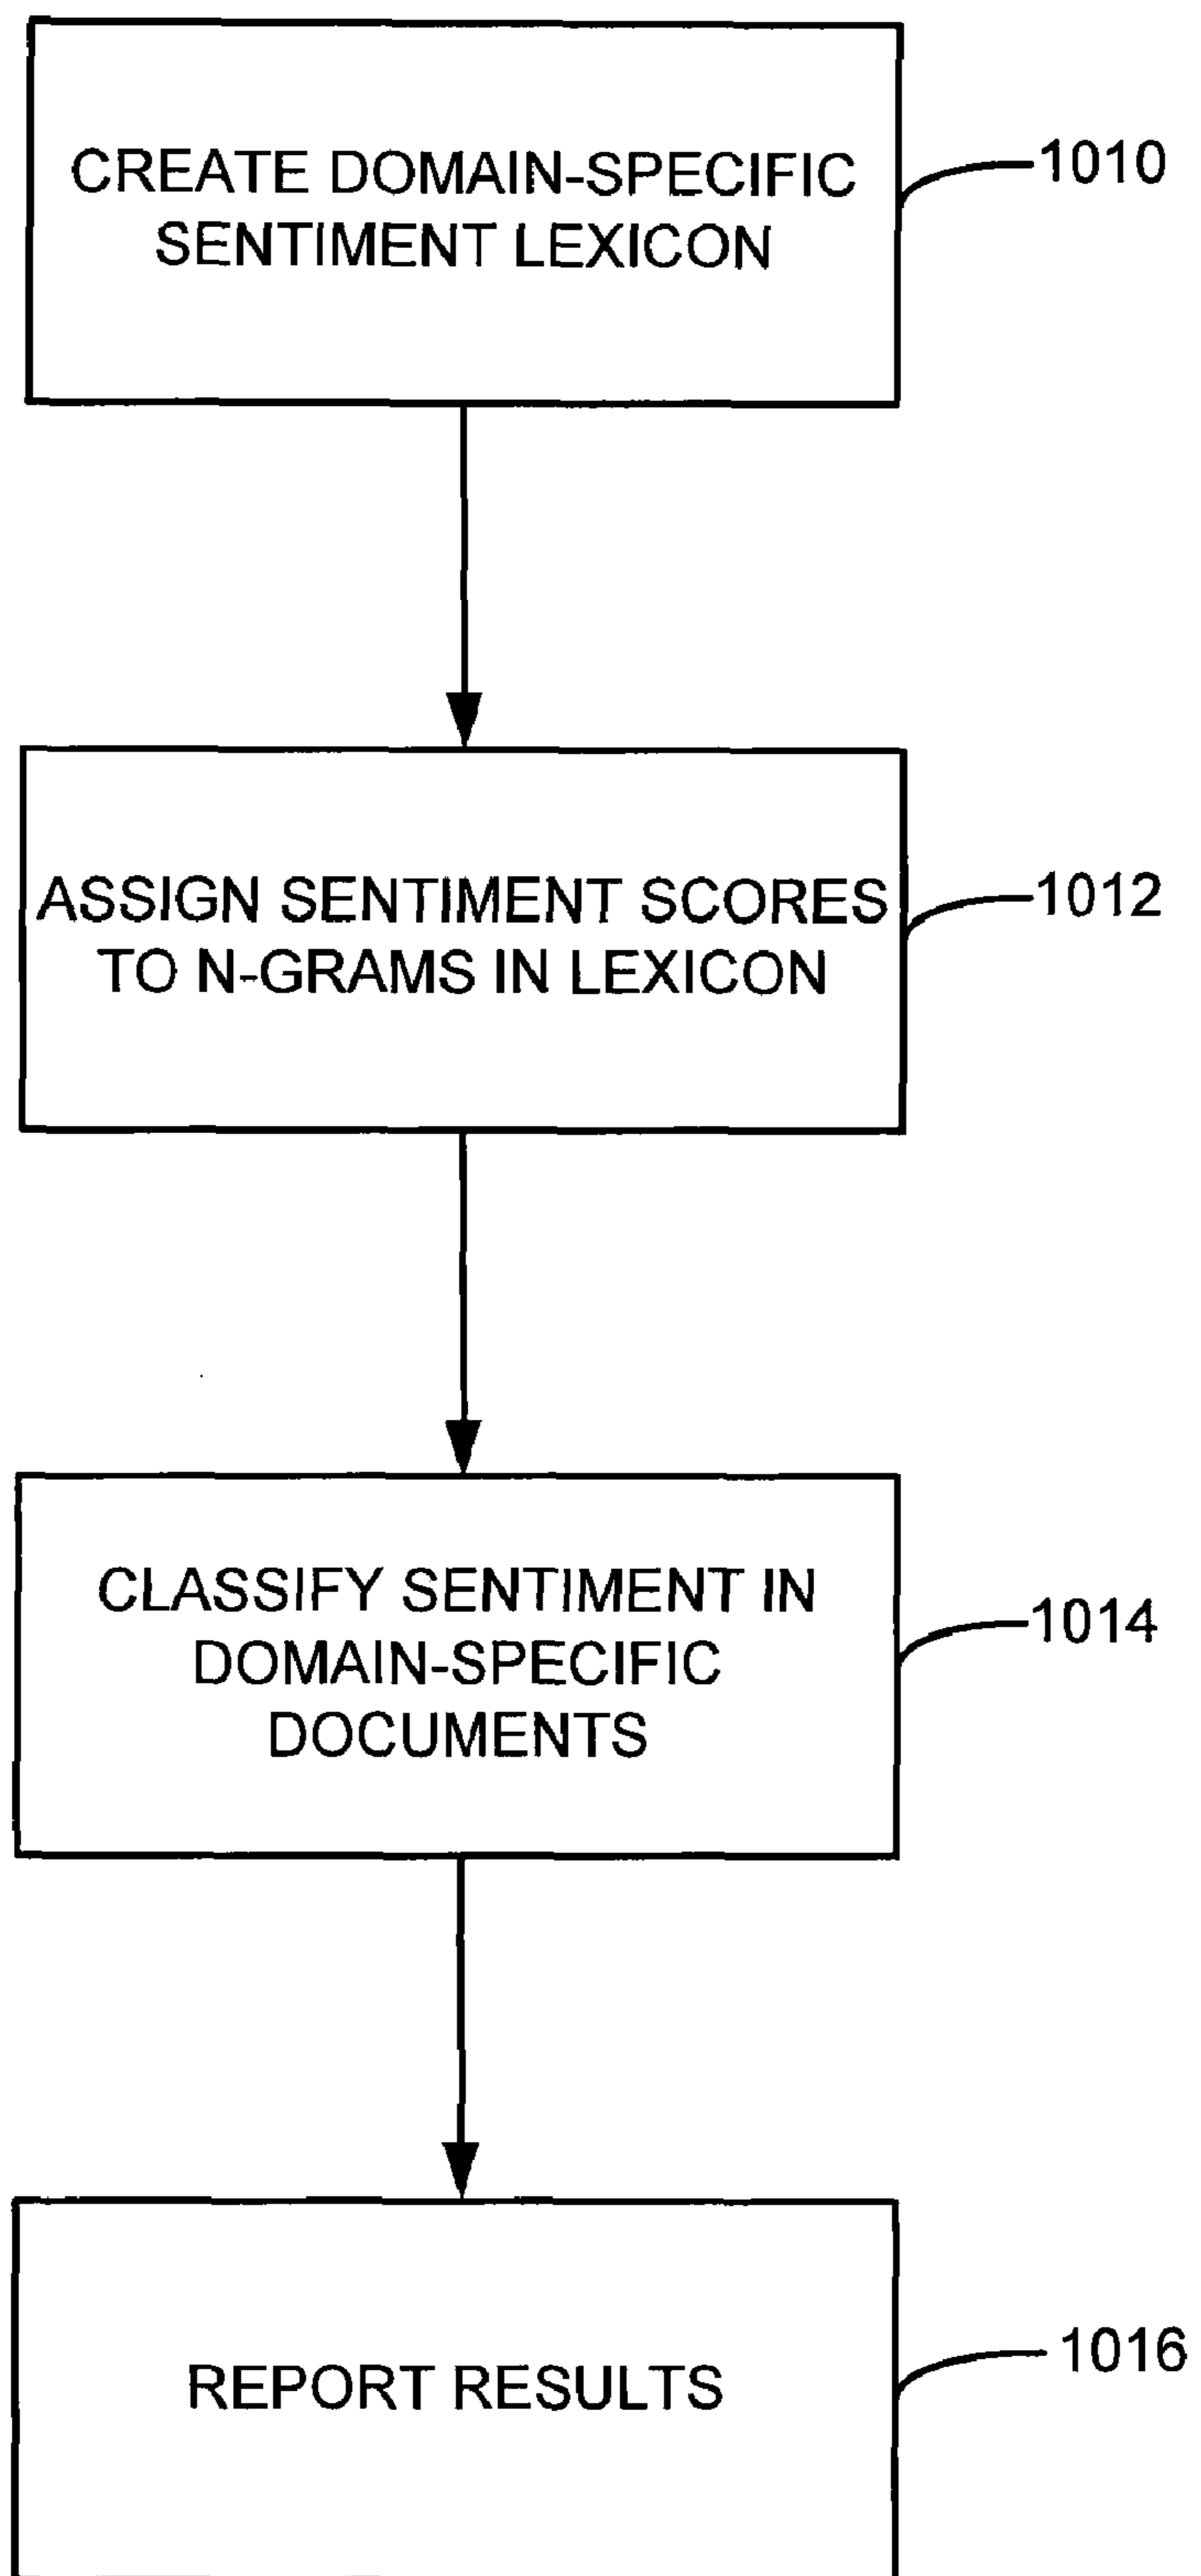 CREATE DOMAIN-SPECIFIC
SENTIMENT LEXICON
1010
ASSIGN SENTIMENT SCORES
TO N-GRAMS IN LEXICON
1012
CLASSIFY SENTIMENT IN
DOMAIN-SPECIFIC
DOCUMENTS
1014
REPORT RESULTS
1016